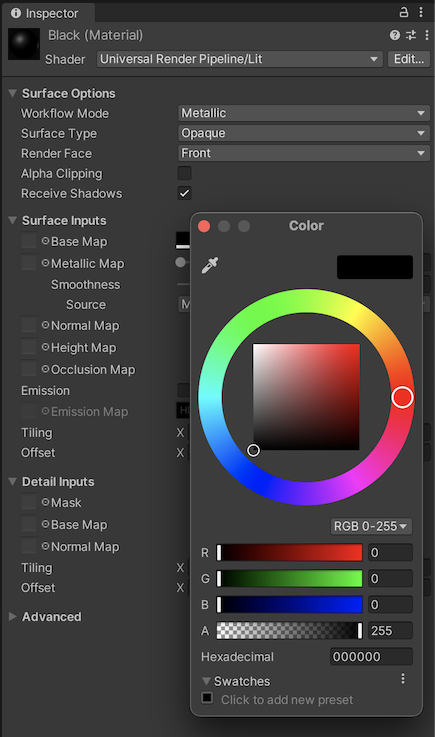 Inspector
Black (Material)
Shader Universal Render Pipeline/Lit Edit...
Surface Options
Workflow Mode Metallic
Surface Type Opaque
Render Face Front
Alpha Clipping
Receive Shadows
Surface Inputs
Base Map
Metallic Map
Smoothness
Source M
Normal Map
Height Map
Occlusion Map
Emission
Emission Map
Tiling X
Offset X
Detail Inputs
Mask
Base Map
Normal Map
Tiling X
Offset X
Advanced
Color
RGB 0-255
R 0
G 0
B 0
A 255
Hexadecimal 000000
Swatches
Click to add new preset